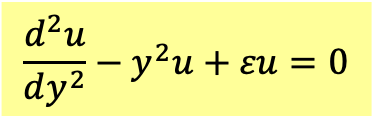 d²u/dy² − y²u + εu = 0